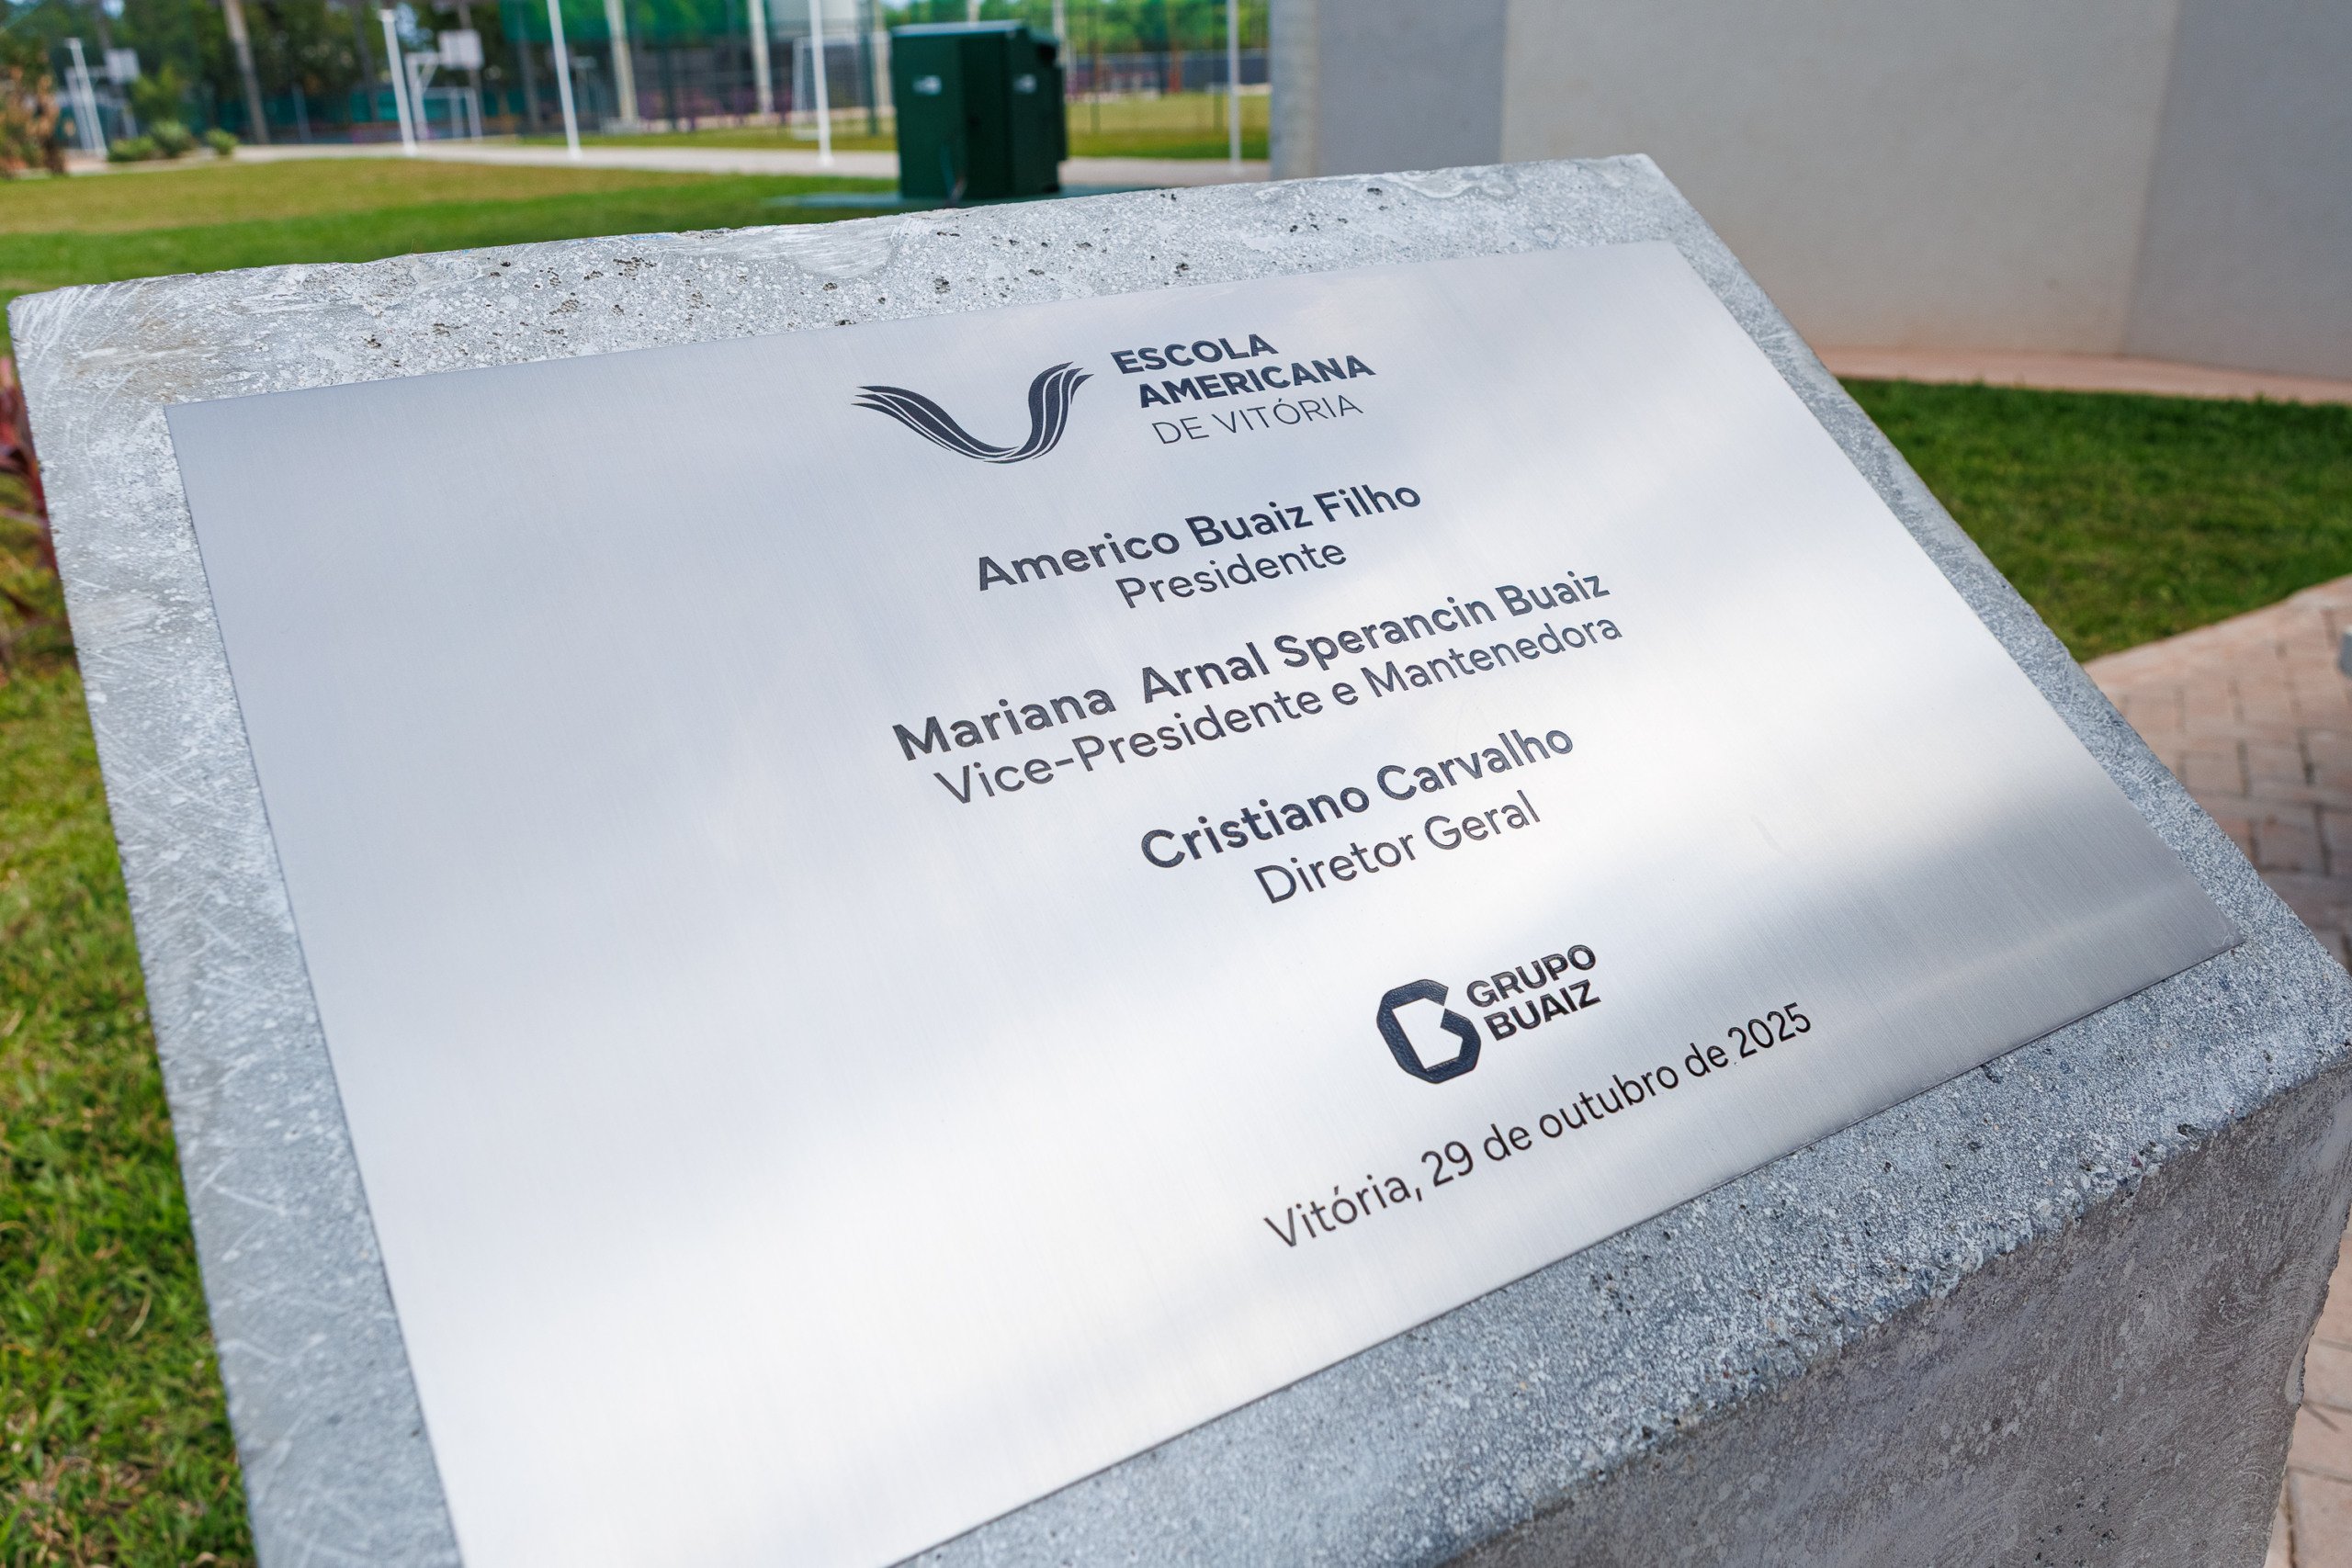 ESCOLA
AMERICANA
DE VITÓRIA
Americo Buaiz Filho
Presidente
Mariana Arnal Sperancin Buaiz
Vice-Presidente e Mantenedora
Cristiano Carvalho
Diretor Geral
GRUPO
BUAIZ
Vitória, 29 de outubro de 2025